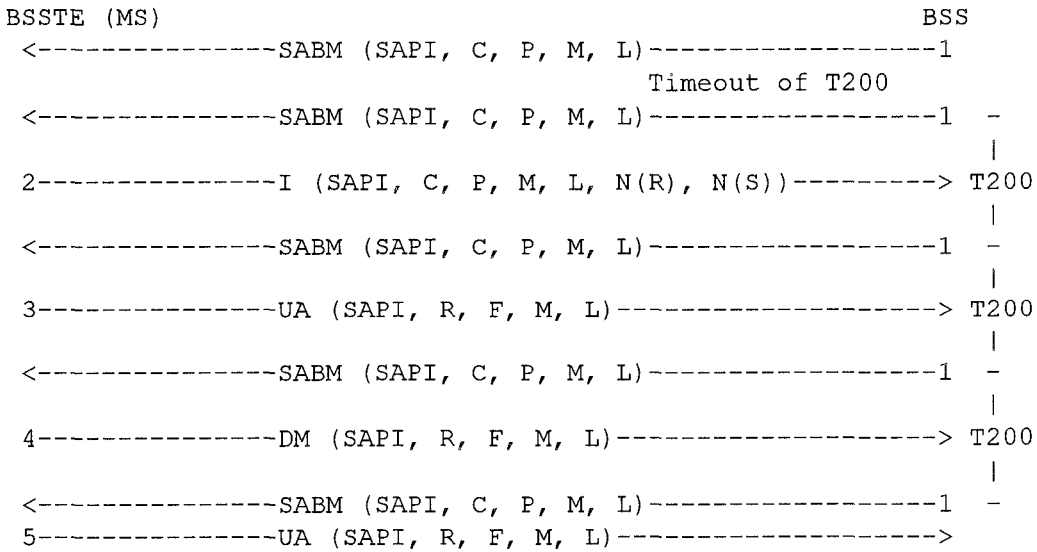 BSSTE (MS) BSS
<---------------SABM (SAPI, C, P, M, L)------------------1
Timeout of T200
<---------------SABM (SAPI, C, P, M, L)------------------1 -
|
2---------------I (SAPI, C, P, M, L, N(R), N(S))---------> T200
|
<---------------SABM (SAPI, C, P, M, L)------------------1 -
|
3---------------UA (SAPI, R, F, M, L)--------------------> T200
|
<---------------SABM (SAPI, C, P, M, L)------------------1 -
|
4---------------DM (SAPI, R, F, M, L)--------------------> T200
|
<---------------SABM (SAPI, C, P, M, L)------------------1 -
5---------------UA (SAPI, R, F, M, L)-------------------->